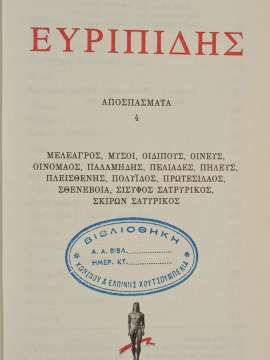 ΕΥΡΙΠΙΔΗΣ
ΑΠΟΣΠΑΣΜΑΤΑ
4
ΜΕΛΕΑΓΡΟΣ, ΜΥΣΟΙ, ΟΙΔΙΠΟΥΣ, ΟΙΝΕΥΣ,
ΟΙΝΟΜΑΟΣ, ΠΑΛΑΜΗΔΗΣ, ΠΕΛΙΑΔΕΣ, ΠΗΛΕΥΣ,
ΠΛΕΙΣΘΕΝΗΣ, ΠΟΛΥΪΔΟΣ, ΠΡΩΤΕΣΙΛΑΟΣ,
ΣΘΕΝΕΒΟΙΑ, ΣΙΣΥΦΟΣ ΣΑΤΥΡΙΚΟΣ,
ΣΚΙΡΩΝ ΣΑΤΥΡΙΚΟΣ
ΒΙΒΛΙΟΘΗΚΗ
Α. Α. ΒΙΒΛ.
ΗΜΕΡ. ΚΤ.